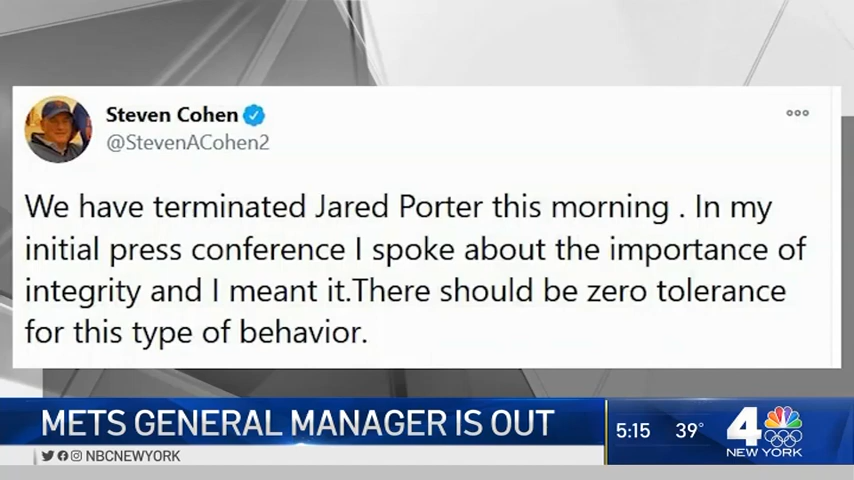 Steven Cohen
@StevenACohen2
We have terminated Jared Porter this morning . In my
initial press conference I spoke about the importance of
integrity and I meant it.There should be zero tolerance
for this type of behavior.
METS GENERAL MANAGER IS OUT
5:15 39°
4
NEW YORK
NBCNEWYORK